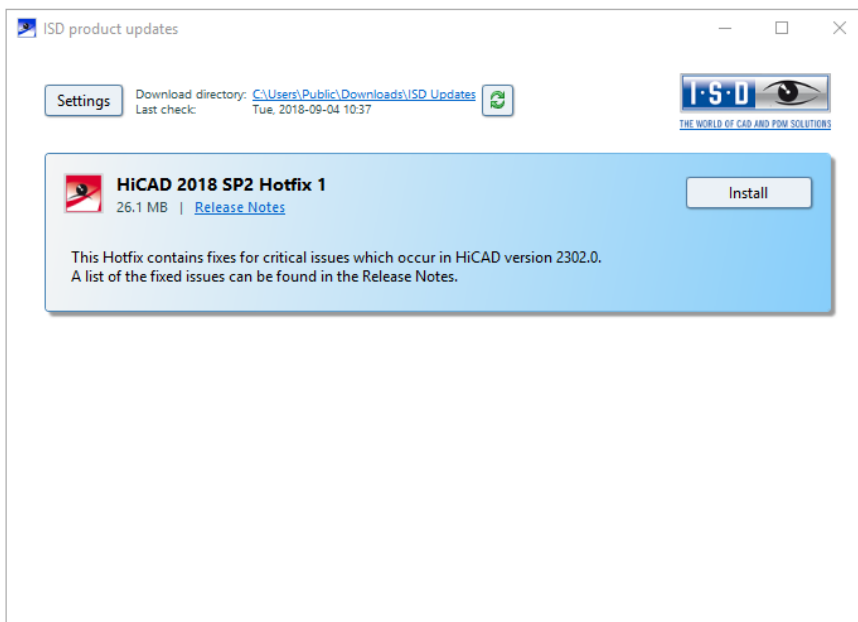 ISD product updates
Settings
Download directory: C:\Users\Public\Downloads\ISD Updates
Last check: Tue, 2018-09-04 10:37
I·S·D
THE WORLD OF CAD AND PDM SOLUTIONS
HiCAD 2018 SP2 Hotfix 1
26.1 MB | Release Notes
Install
This Hotfix contains fixes for critical issues which occur in HiCAD version 2302.0.
A list of the fixed issues can be found in the Release Notes.